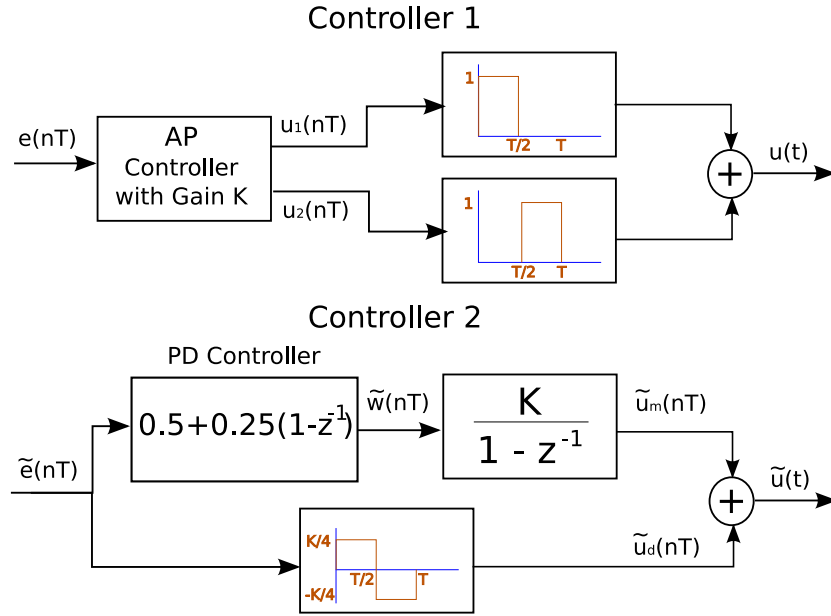 Controller 1
e(nT)
AP
Controller
with Gain K
u₁(nT)
u₂(nT)
1
T/2
T
1
T/2
T
+
u(t)
Controller 2
PD Controller
ẽ(nT)
0.5+0.25(1-z⁻¹)
w̃(nT)
K
1 - z⁻¹
ũₘ(nT)
K/4
T/2
T
-K/4
ũ_d(nT)
+
ũ(t)